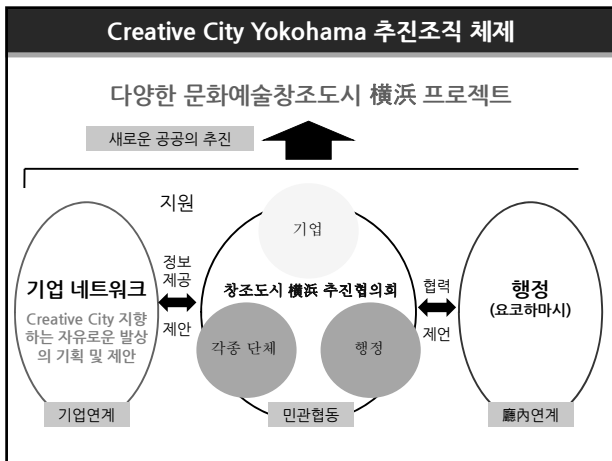 Creative City Yokohama 추진조직 체제
다양한 문화예술창조도시 橫浜 프로젝트
새로운 공공의 추진
지원
기업
정보
제공
제안
기업 네트워크
Creative City 지향
하는 자유로운 발상
의 기획 및 제안
창조도시 橫浜 추진협의회
각종 단체
행정
협력
제언
행정
(요코하마시)
기업연계
민관협동
廳內연계